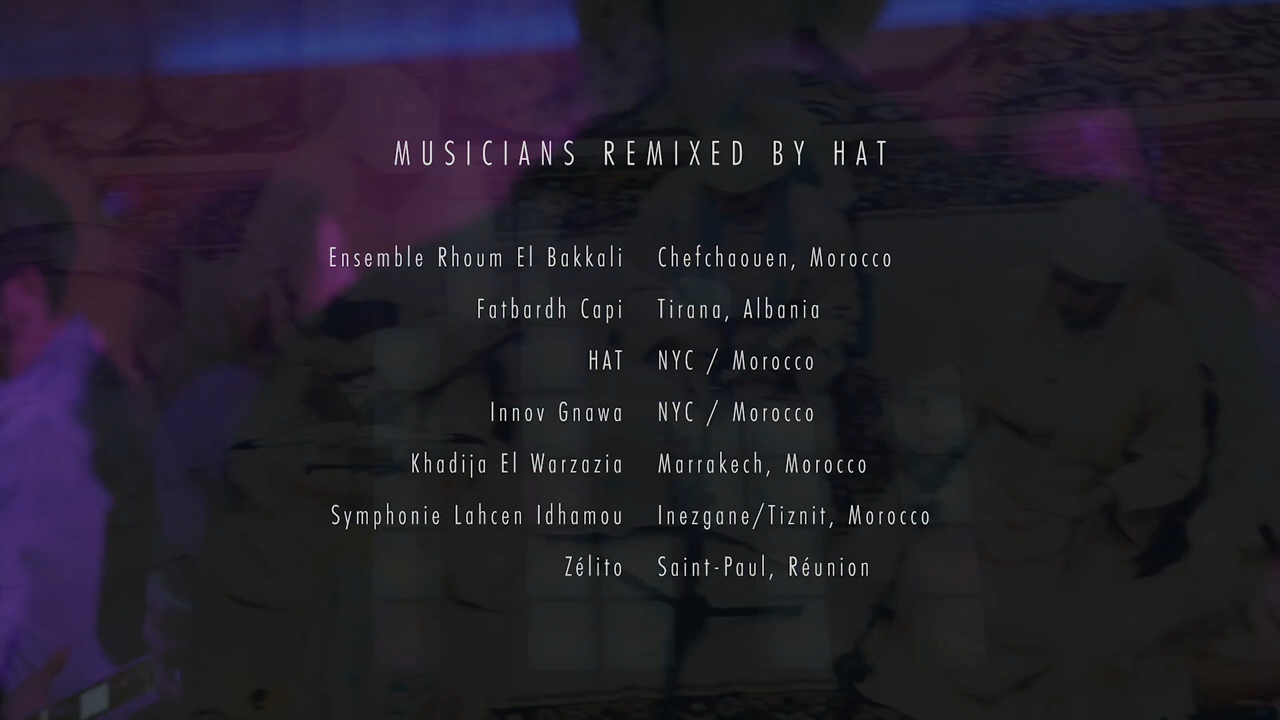 MUSICIANS REMIXED BY HAT
Ensemble Rhoum El Bakkali Chefchaouen, Morocco
Fatbardh Capi Tirana, Albania
HAT NYC / Morocco
Innov Gnawa NYC / Morocco
Khadija El Warzazia Marrakech, Morocco
Symphonie Lahcen Idhamou Inezgane/Tiznit, Morocco
Zélito Saint-Paul, Réunion